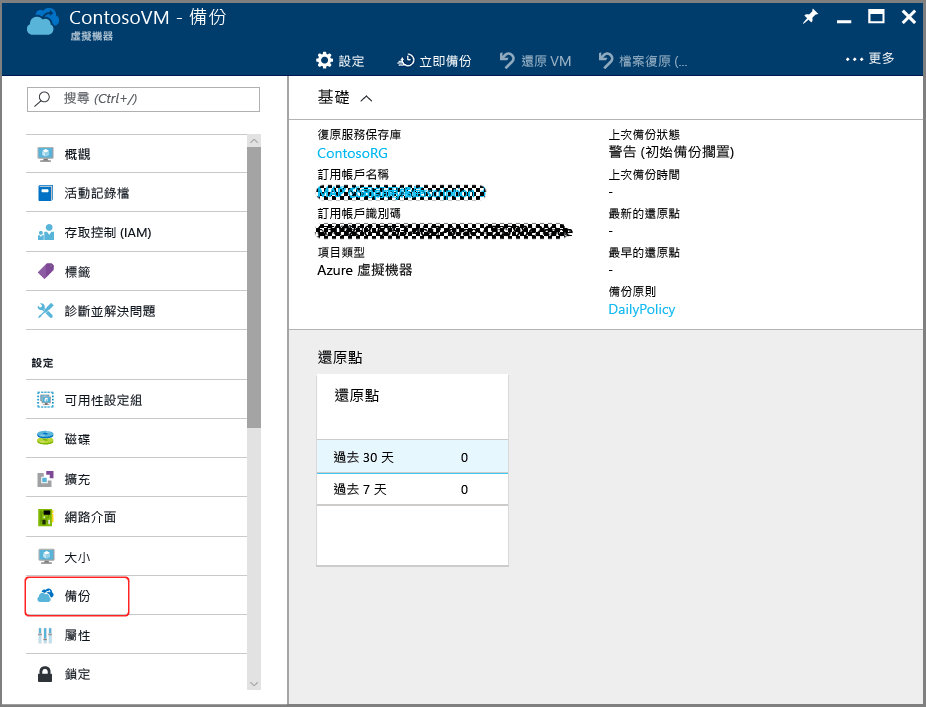 ContosoVM - 備份
虛擬機器
設定
立即備份
還原 VM
檔案復原 (...
更多
搜尋 (Ctrl+/)
概觀
活動記錄檔
存取控制 (IAM)
標籤
診斷並解決問題
設定
可用性設定組
磁碟
擴充
網路介面
大小
備份
屬性
鎖定
基礎
復原服務保存庫
ContosoRG
訂用帳戶名稱
訂用帳戶識別碼
項目類型
Azure 虛擬機器
上次備份狀態
警告 (初始備份擱置)
上次備份時間
-
最新的還原點
-
最早的還原點
-
備份原則
DailyPolicy
還原點
還原點
過去 30 天 0
過去 7 天 0